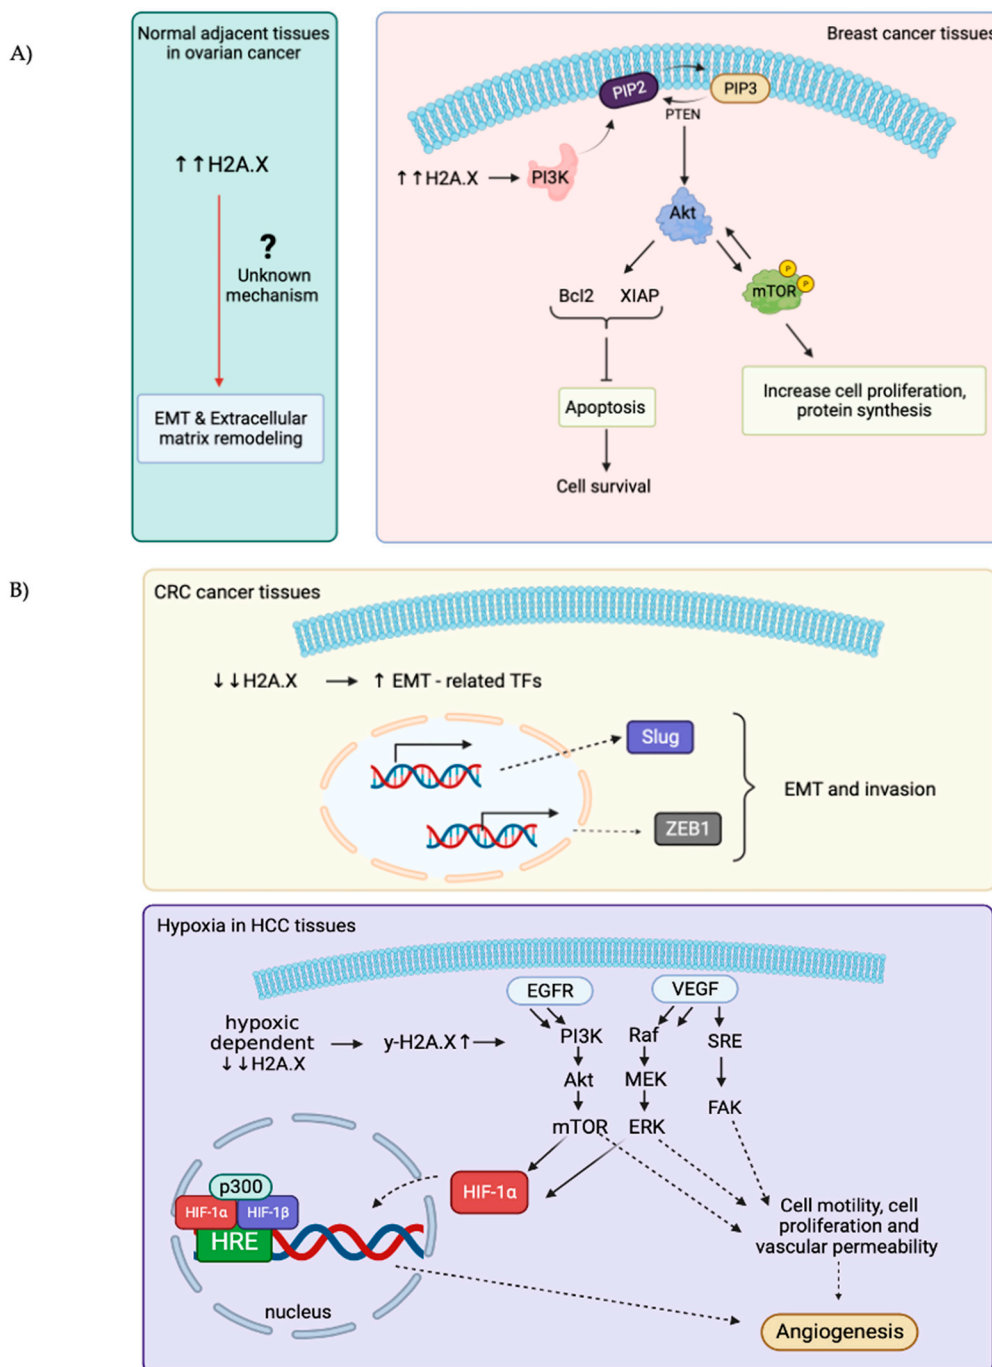 A)
Normal adjacent tissues
in ovarian cancer
↑↑H2A.X
?
Unknown
mechanism
EMT & Extracellular
matrix remodeling
Breast cancer tissues
PIP2
PIP3
PTEN
↑↑H2A.X
PI3K
Akt
Bcl2
XIAP
mTOR
P
P
Apoptosis
Increase cell proliferation,
protein synthesis
Cell survival
B)
CRC cancer tissues
↓↓H2A.X
↑ EMT - related TFs
Slug
ZEB1
EMT and invasion
Hypoxia in HCC tissues
EGFR
VEGF
hypoxic
dependent
↓↓H2A.X
y-H2A.X↑
PI3K
Raf
SRE
Akt
MEK
FAK
mTOR
ERK
HIF-1α
p300
HIF-1α
HIF-1β
HRE
nucleus
Cell motility, cell
proliferation and
vascular permeability
Angiogenesis